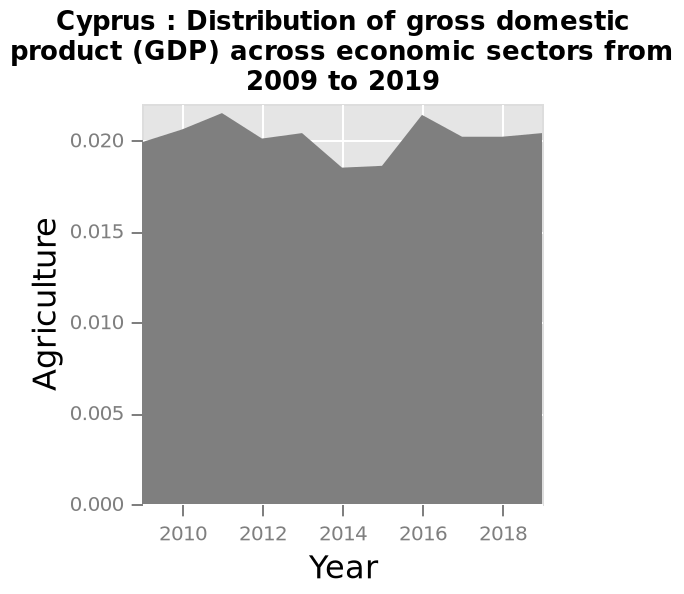 Cyprus : Distribution of gross domestic
product (GDP) across economic sectors from
2009 to 2019
0.020
0.015
0.010
0.005
0.000
Agriculture
2010 2012 2014 2016 2018
Year